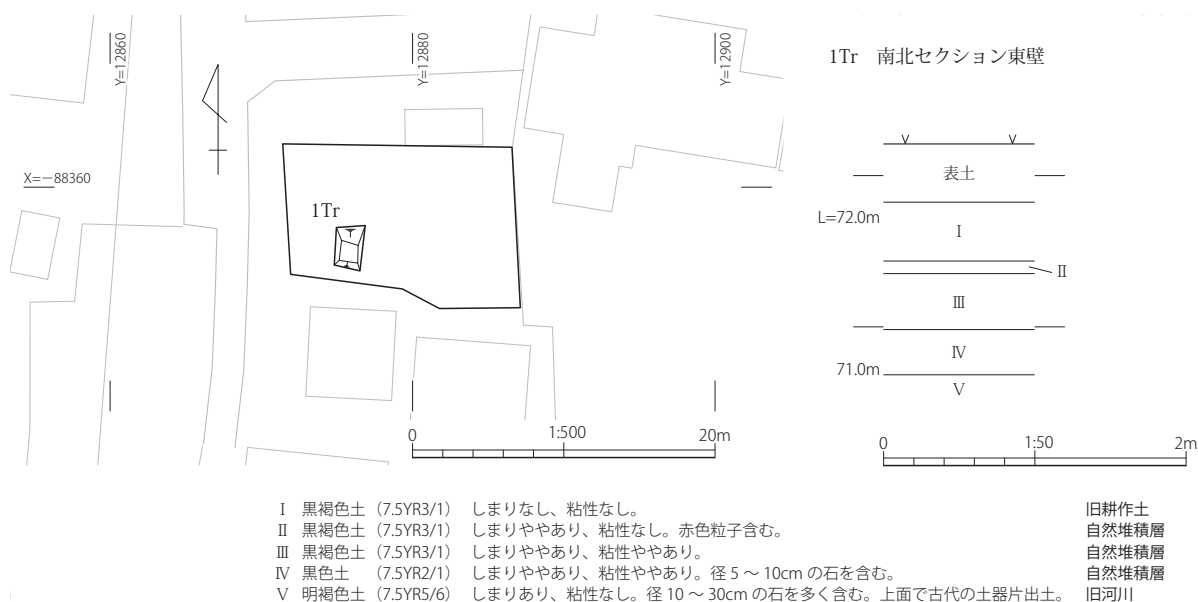 Y=12860
Y=12880
Y=12900
1Tr　南北セクション東壁
X=－88360
1Tr
表土
L=72.0m
Ⅰ
Ⅱ
Ⅲ
Ⅳ
71.0m
Ⅴ
0 1:500 20m
0 1:50 2m
Ⅰ 黒褐色土（7.5YR3/1） しまりなし、粘性なし。 旧耕作土
Ⅱ 黒褐色土（7.5YR3/1） しまりややあり、粘性なし。赤色粒子含む。 自然堆積層
Ⅲ 黒褐色土（7.5YR3/1） しまりややあり、粘性ややあり。 自然堆積層
Ⅳ 黒色土 （7.5YR2/1） しまりややあり、粘性ややあり。径 5 ～ 10cm の石を含む。 自然堆積層
Ⅴ 明褐色土（7.5YR5/6） しまりあり、粘性なし。径 10 ～ 30cm の石を多く含む。上面で古代の土器片出土。 旧河川